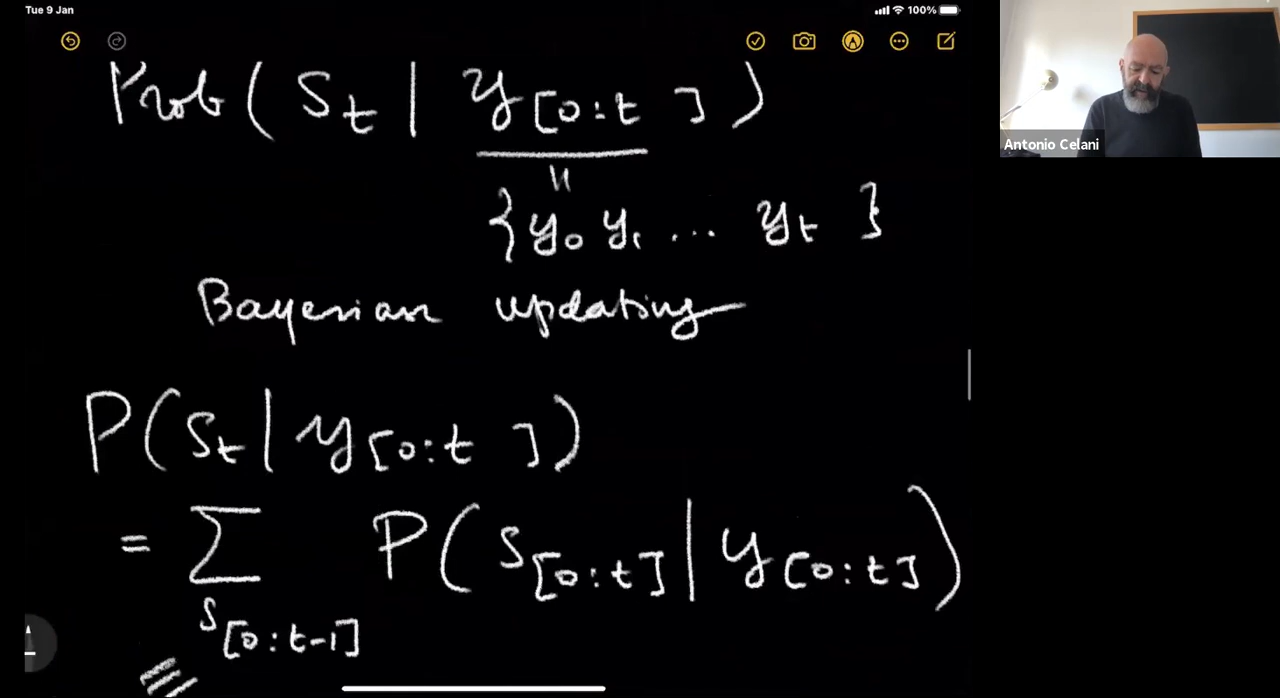 Tue 9 Jan
100%
Prob( S_t | y_[0:t] )
{ y_0 y_1 ... y_t }
Bayesian updating
P( S_t | y_[0:t] )
= Σ P( S_[0:t] | y_[0:t] )
S_[0:t-1]
Antonio Celani